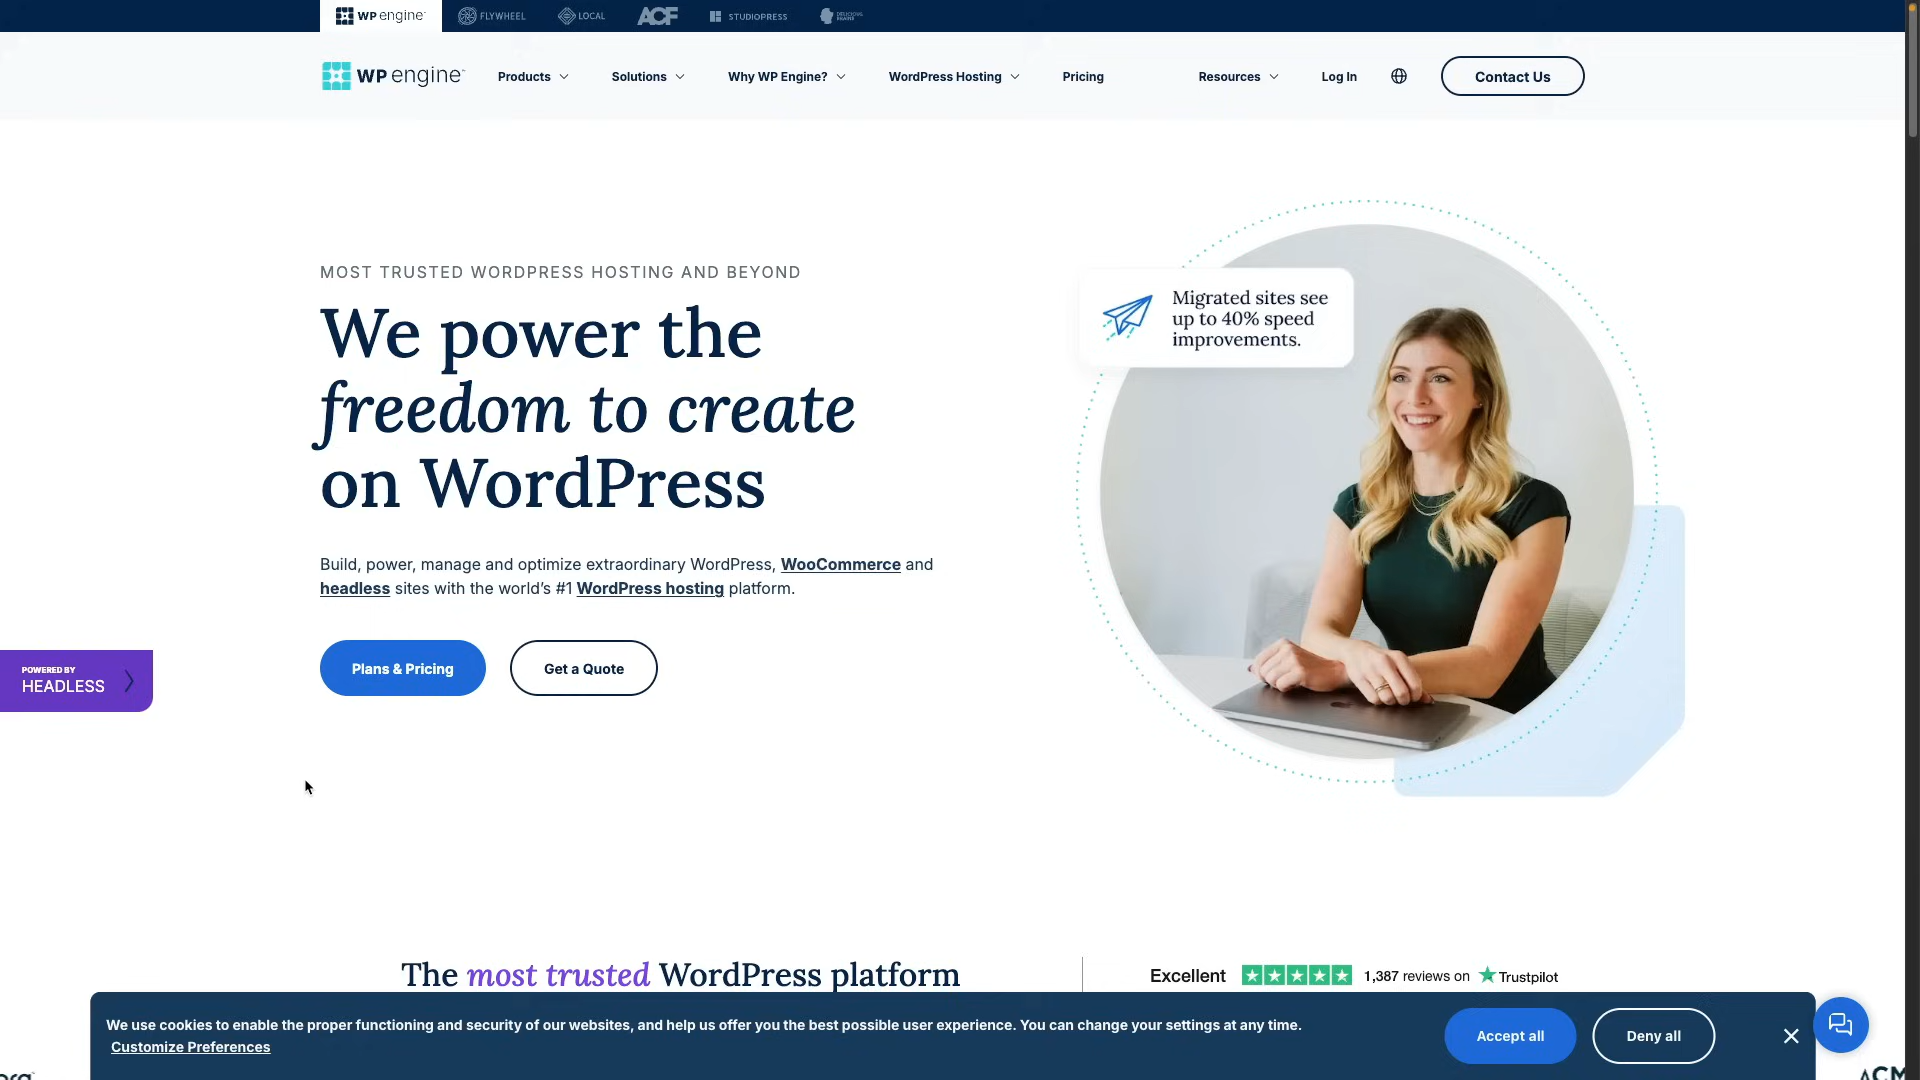 WP engine
FLYWHEEL
LOCAL
ACF
STUDIOPRESS
DELICIOUS
BRAINS
WP engine
Products
Solutions
Why WP Engine?
WordPress Hosting
Pricing
Resources
Log In
Contact Us
MOST TRUSTED WORDPRESS HOSTING AND BEYOND
We power the
freedom to create
on WordPress
Migrated sites see
up to 40% speed
improvements.
Build, power, manage and optimize extraordinary WordPress, WooCommerce and
headless sites with the world’s #1 WordPress hosting platform.
Plans & Pricing
Get a Quote
POWERED BY
HEADLESS
The most trusted WordPress platform
Excellent
1,387 reviews on Trustpilot
We use cookies to enable the proper functioning and security of our websites, and help us offer you the best possible user experience. You can change your settings at any time.
Customize Preferences
Accept all
Deny all